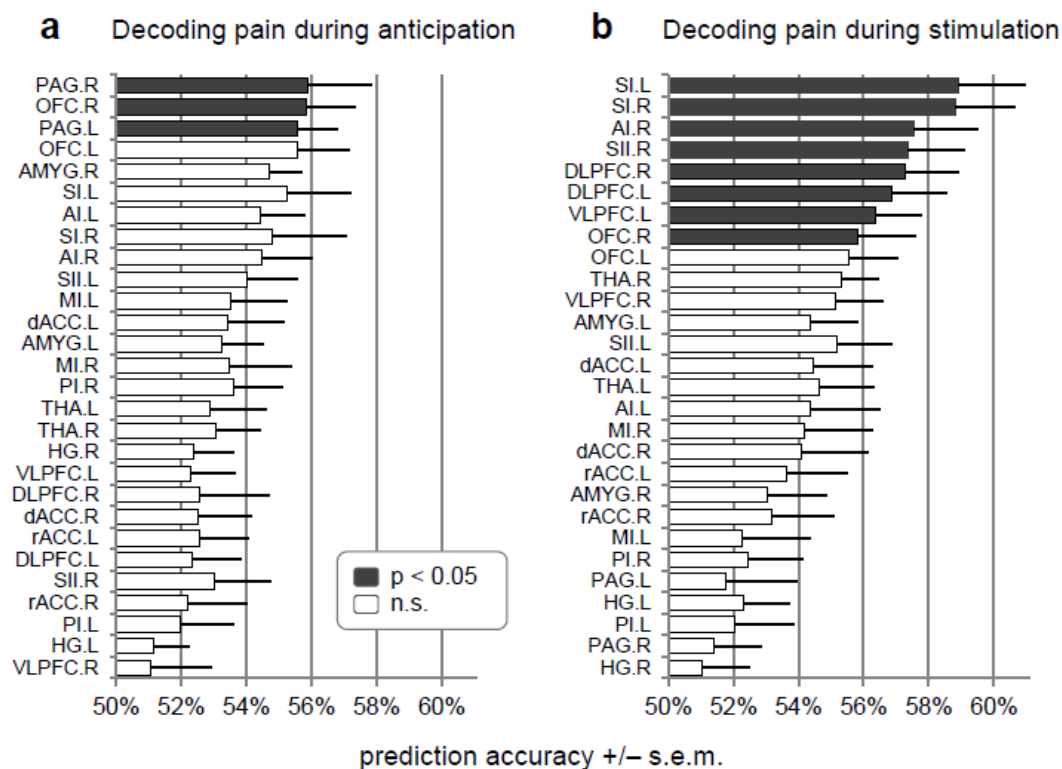 a Decoding pain during anticipation
PAG.R
OFC.R
PAG.L
OFC.L
AMYG.R
SI.L
AI.L
SI.R
AI.R
SII.L
MI.L
dACC.L
AMYG.L
MI.R
PI.R
THA.L
THA.R
HG.R
VLPFC.L
DLPFC.R
dACC.R
rACC.L
DLPFC.L
SII.R
rACC.R
PI.L
HG.L
VLPFC.R
50% 52% 54% 56% 58% 60%
p < 0.05
n.s.
b Decoding pain during stimulation
SI.L
SI.R
AI.R
SII.R
DLPFC.R
DLPFC.L
VLPFC.L
OFC.R
OFC.L
THA.R
VLPFC.R
AMYG.L
SII.L
dACC.L
THA.L
AI.L
MI.R
dACC.R
rACC.L
AMYG.R
rACC.R
MI.L
PI.R
PAG.L
HG.L
PI.L
PAG.R
HG.R
50% 52% 54% 56% 58% 60%
prediction accuracy +/– s.e.m.